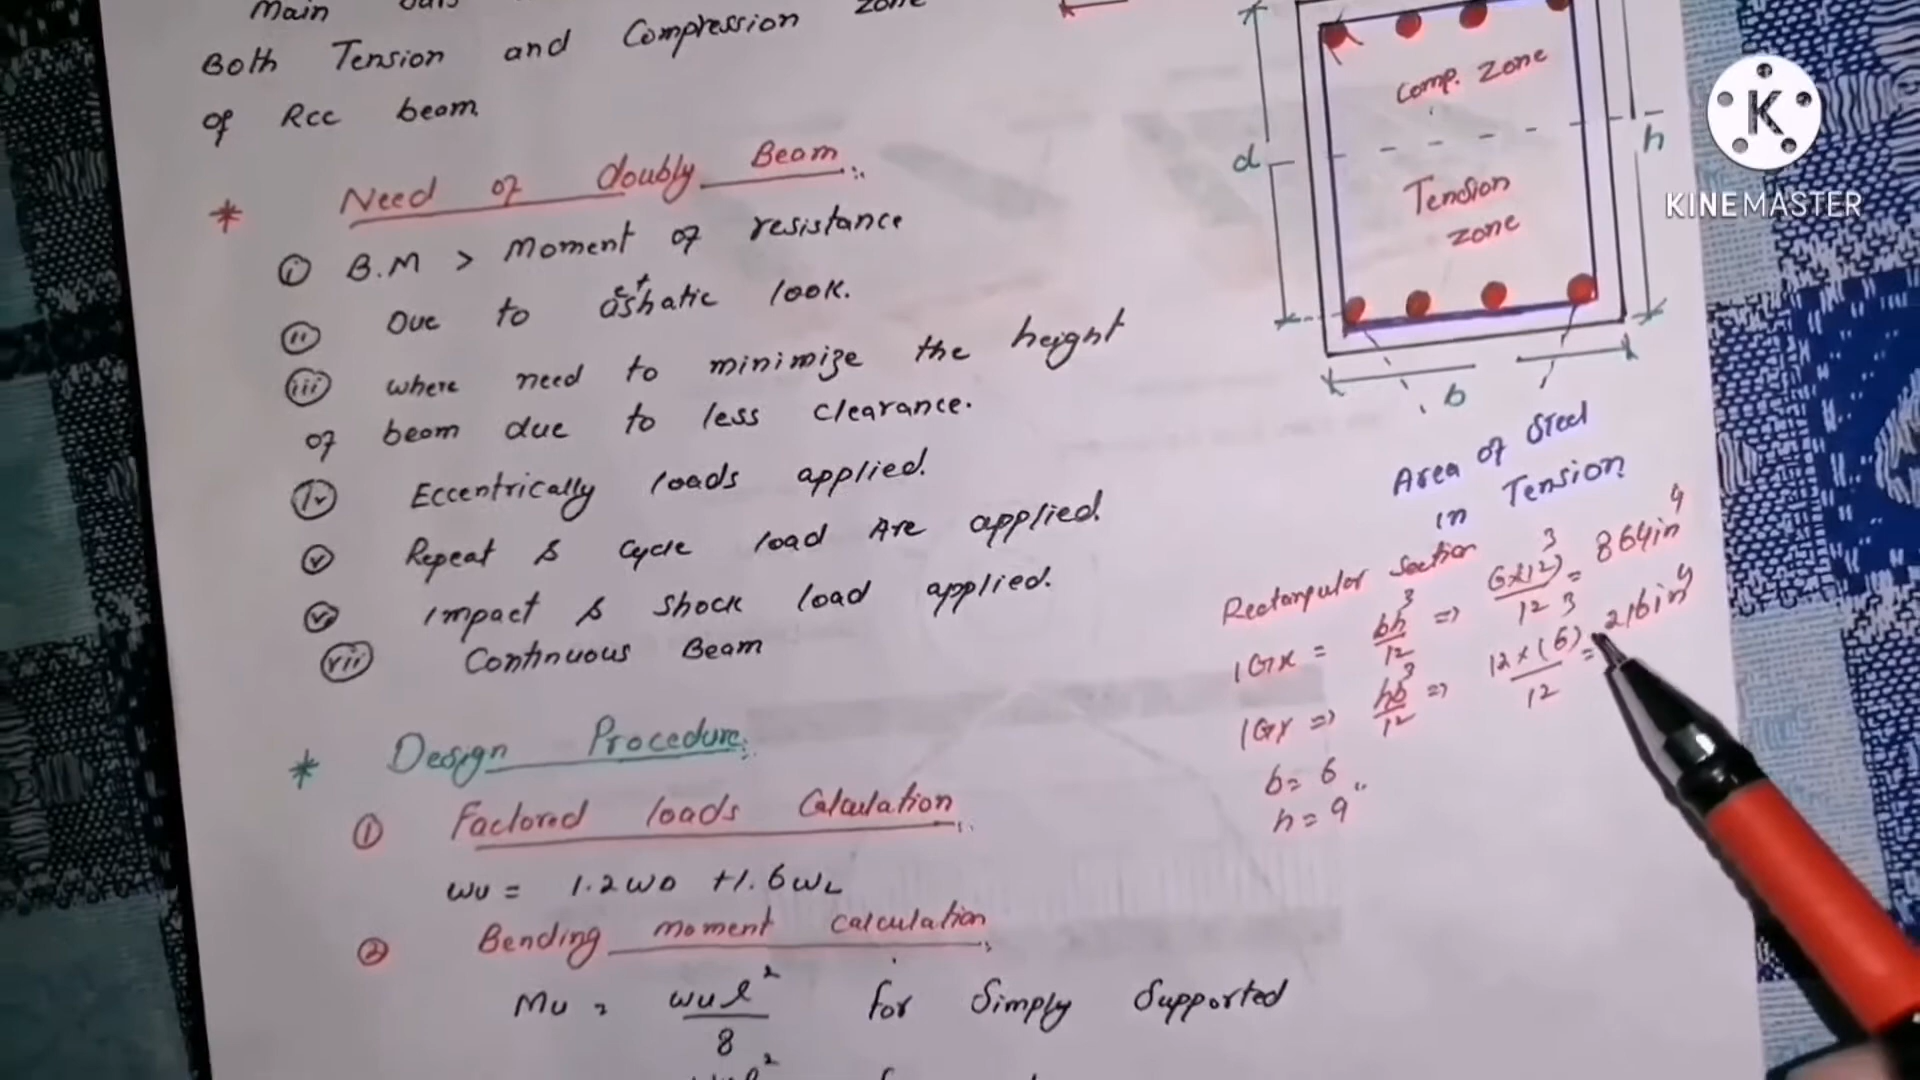 Main
Both Tension and Compression zone
of Rcc beam.
* Need of doubly Beam
i B.M > Moment of resistance
ii Due to asthatic look.
iii where need to minimize the height
of beam due to less clearance.
iv Eccentrically loads applied.
v Repeat & Cycle load Are applied.
v Impact & Shock load applied.
vii Continuous Beam
* Design Procedure
1 Factored loads Calculation
wu = 1.2wD + 1.6wL
2 Bending moment calculation
Mu = wul²/8 for Simply Supported
Comp. Zone
Tension
zone
d
h
b
Area of Steel
in Tension
Rectangular Section
IGx = bh³/12 => 6x(12)³/12 = 864in⁴
IGY => hb³/12 => 12x(6)³/12 = 216in⁴
b= 6"
h = 9
K
KINEMASTER